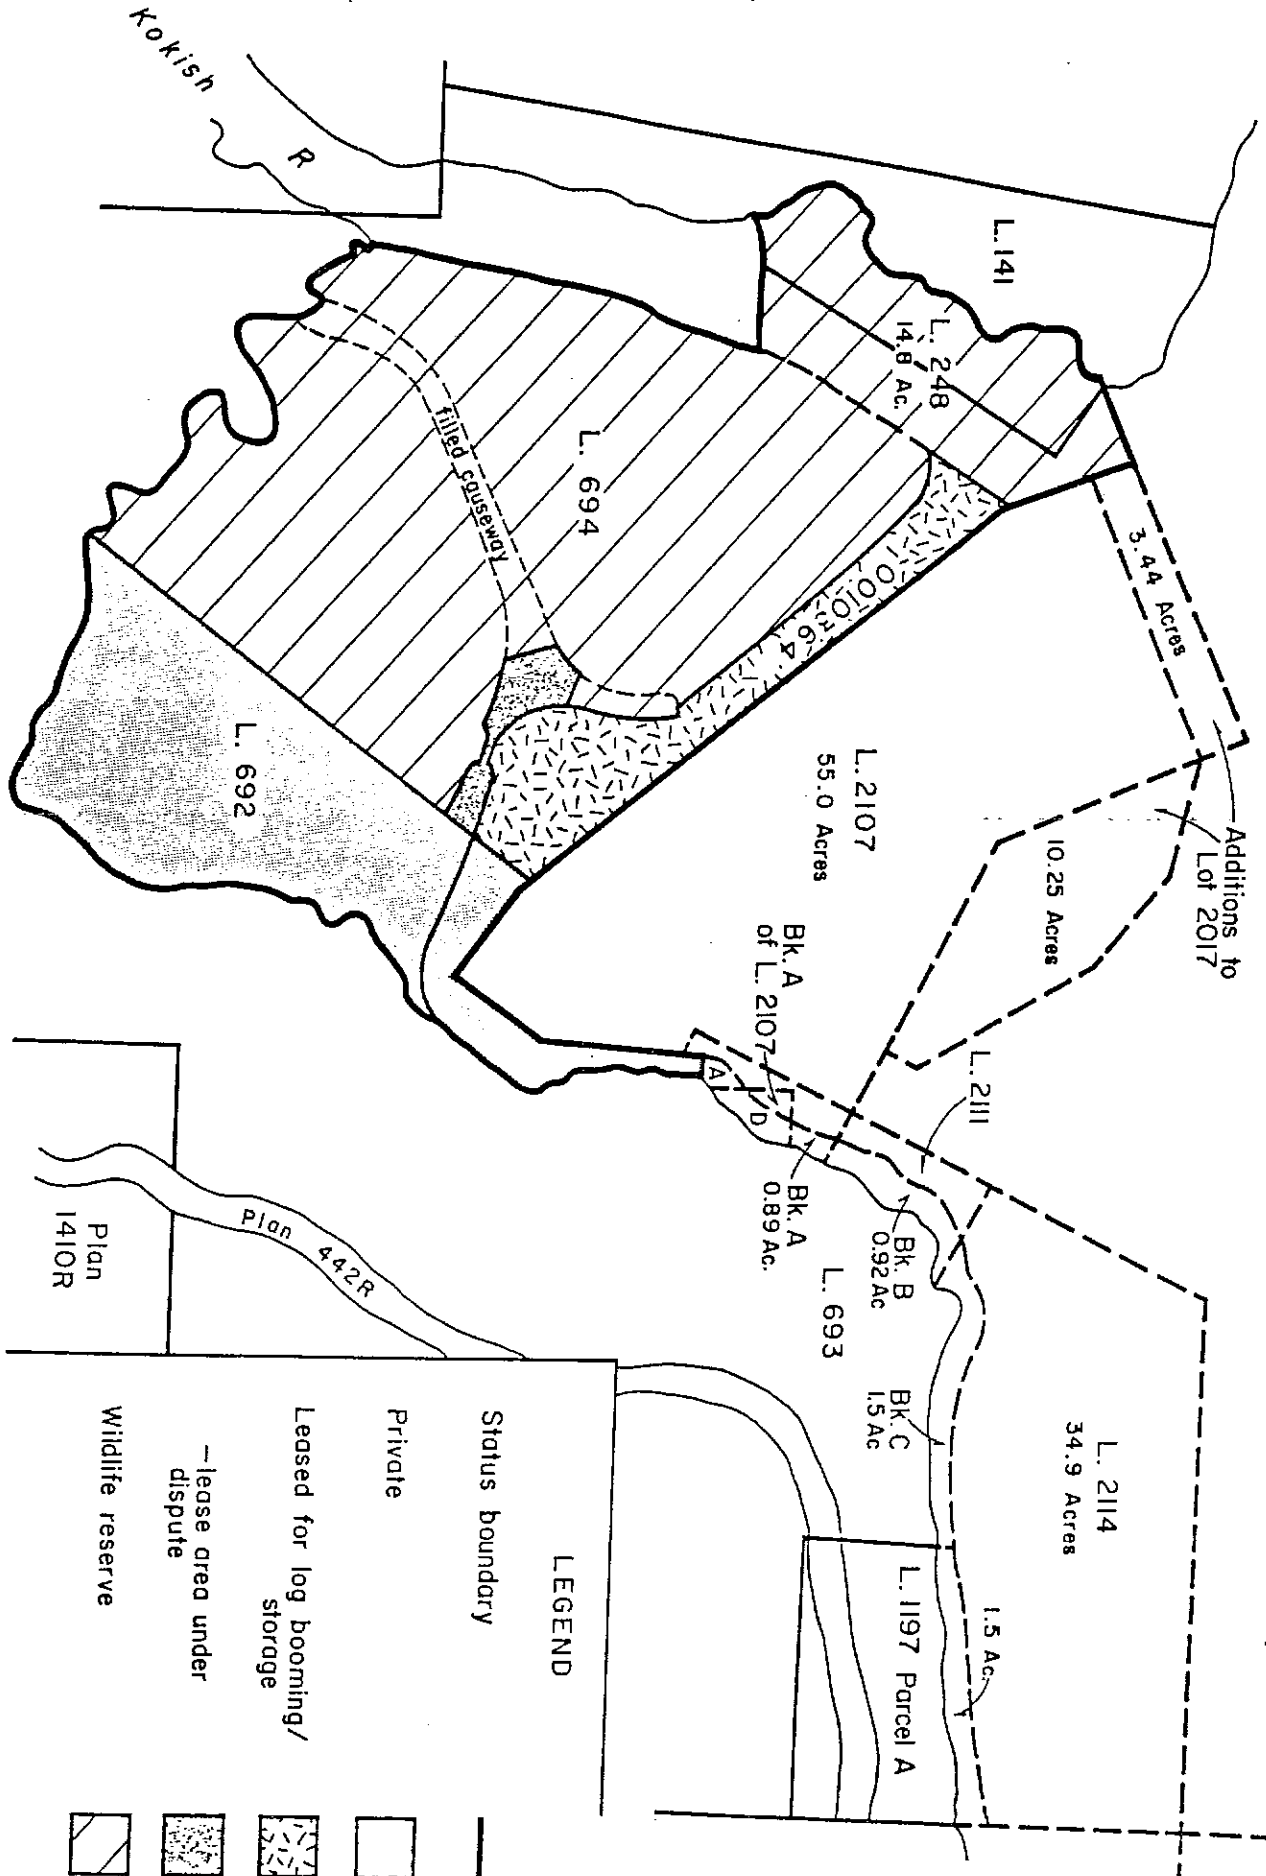 Kokish
R
L. 141
L. 248
14.8 Ac.
filled causeway
L. 694
0010364
3.44 Acres
L. 692
L. 2107
55.0 Acres
10.25 Acres
Additions to
Lot 2017
Bk. A
of L. 2107
A
D
L. 2111
Bk. A
0.89 Ac.
Bk. B
0.92 Ac
L. 693
Bk. C
1.5 Ac
L. 2114
34.9 Acres
1.5 Ac.
L. 1197 Parcel A
Plan 442R
Plan
1410R
LEGEND
Status boundary
Private
Leased for log booming/
storage
–lease area under
dispute
Wildlife reserve